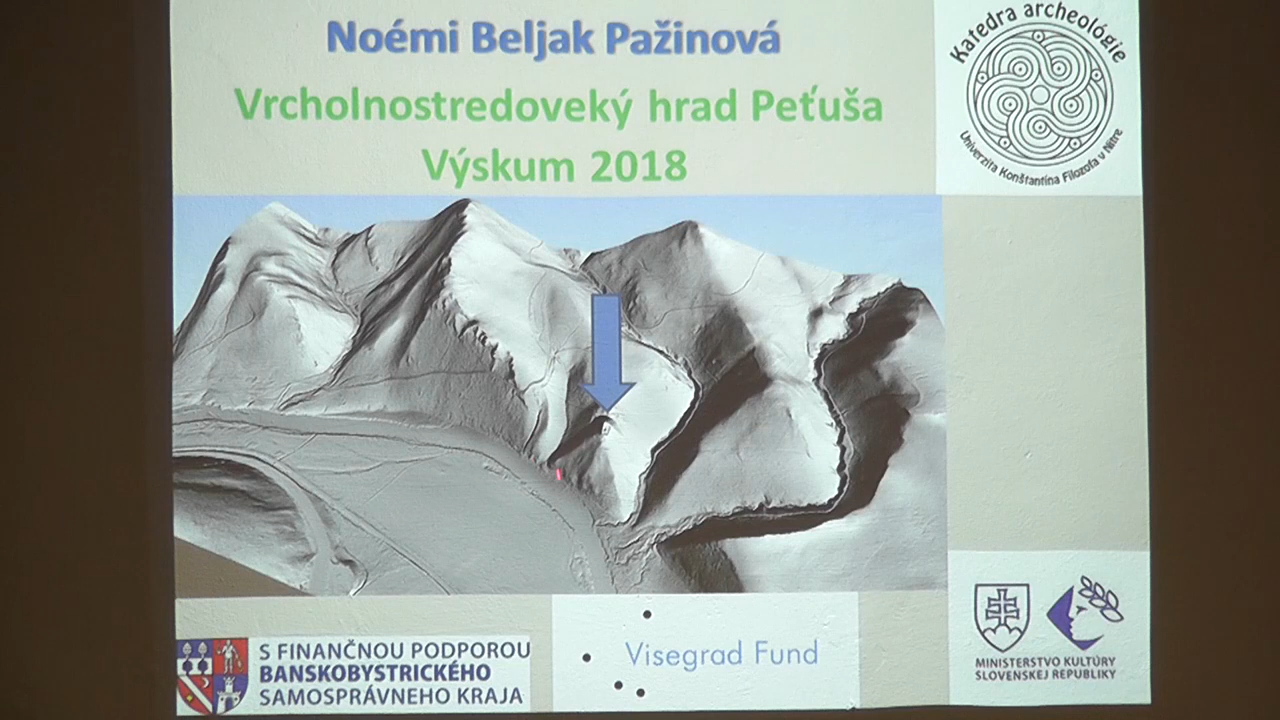 Noémi Beljak Pažinová
Vrcholnostredoveký hrad Peťuša
Výskum 2018
Katedra archeológie
Univerzita Konštantína Filozofa v Nitre
S FINANČNOU PODPOROU
BANSKOBYSTRICKÉHO
SAMOSPRÁVNEHO KRAJA
Visegrad Fund
MINISTERSTVO KULTÚRY
SLOVENSKEJ REPUBLIKY